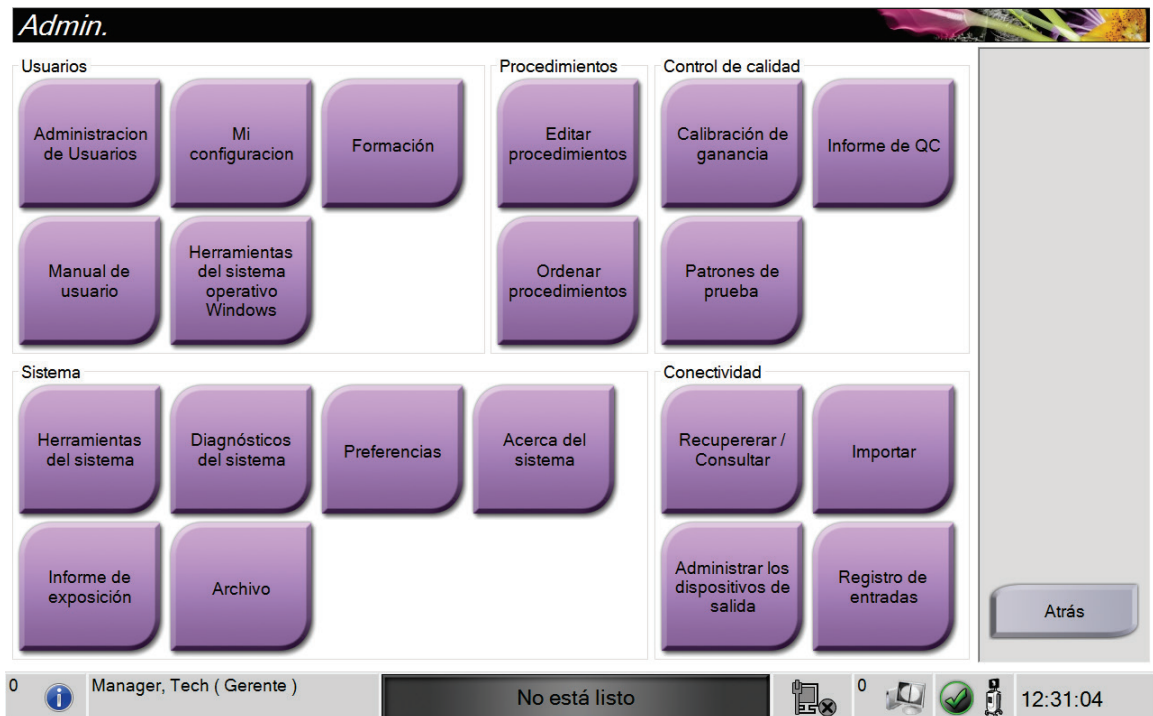 Admin.
Usuarios
Administracion
de Usuarios
Mi
configuracion
Formación
Manual de
usuario
Herramientas
del sistema
operativo
Windows
Procedimientos
Editar
procedimientos
Ordenar
procedimientos
Control de calidad
Calibración de
ganancia
Informe de QC
Patrones de
prueba
Sistema
Herramientas
del sistema
Diagnósticos
del sistema
Preferencias
Acerca del
sistema
Informe de
exposición
Archivo
Conectividad
Recupererar /
Consultar
Importar
Administrar los
dispositivos de
salida
Registro de
entradas
Atrás
0
Manager, Tech ( Gerente )
No está listo
0
12:31:04